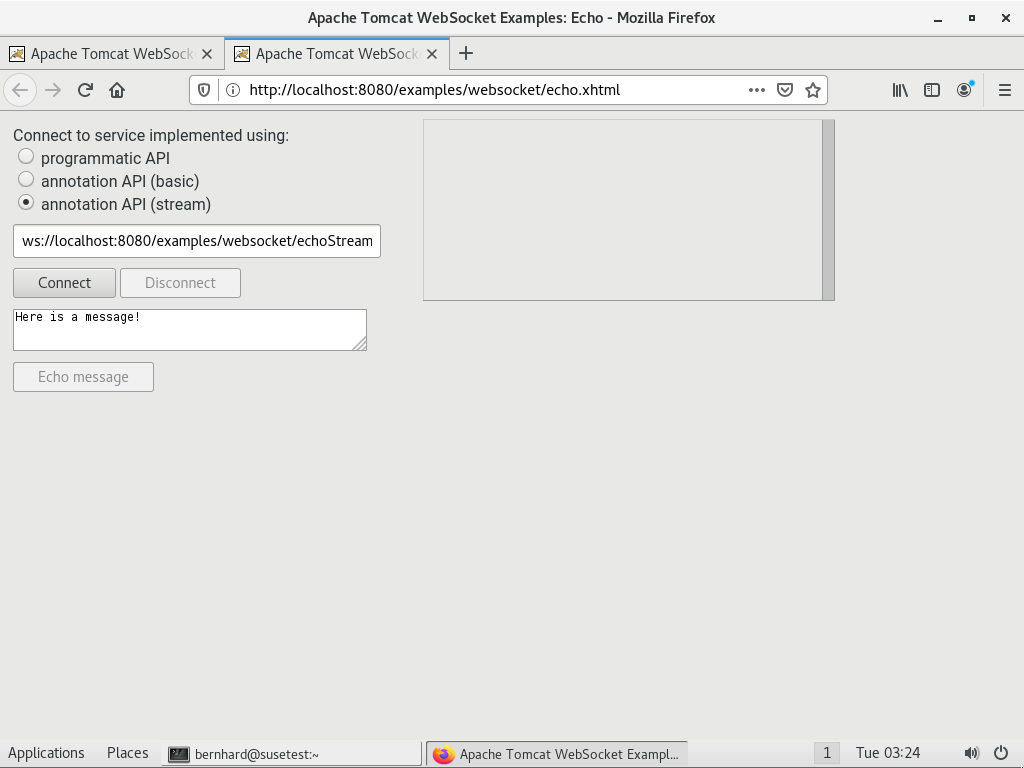 Apache Tomcat WebSocket Examples: Echo - Mozilla Firefox
Apache Tomcat WebSock
Apache Tomcat WebSock
http://localhost:8080/examples/websocket/echo.xhtml
Connect to service implemented using:
programmatic API
annotation API (basic)
annotation API (stream)
ws://localhost:8080/examples/websocket/echoStream
Connect Disconnect
Here is a message!
Echo message
Applications Places bernhard@susetest:~ Apache Tomcat WebSocket Exampl... 1 Tue 03:24